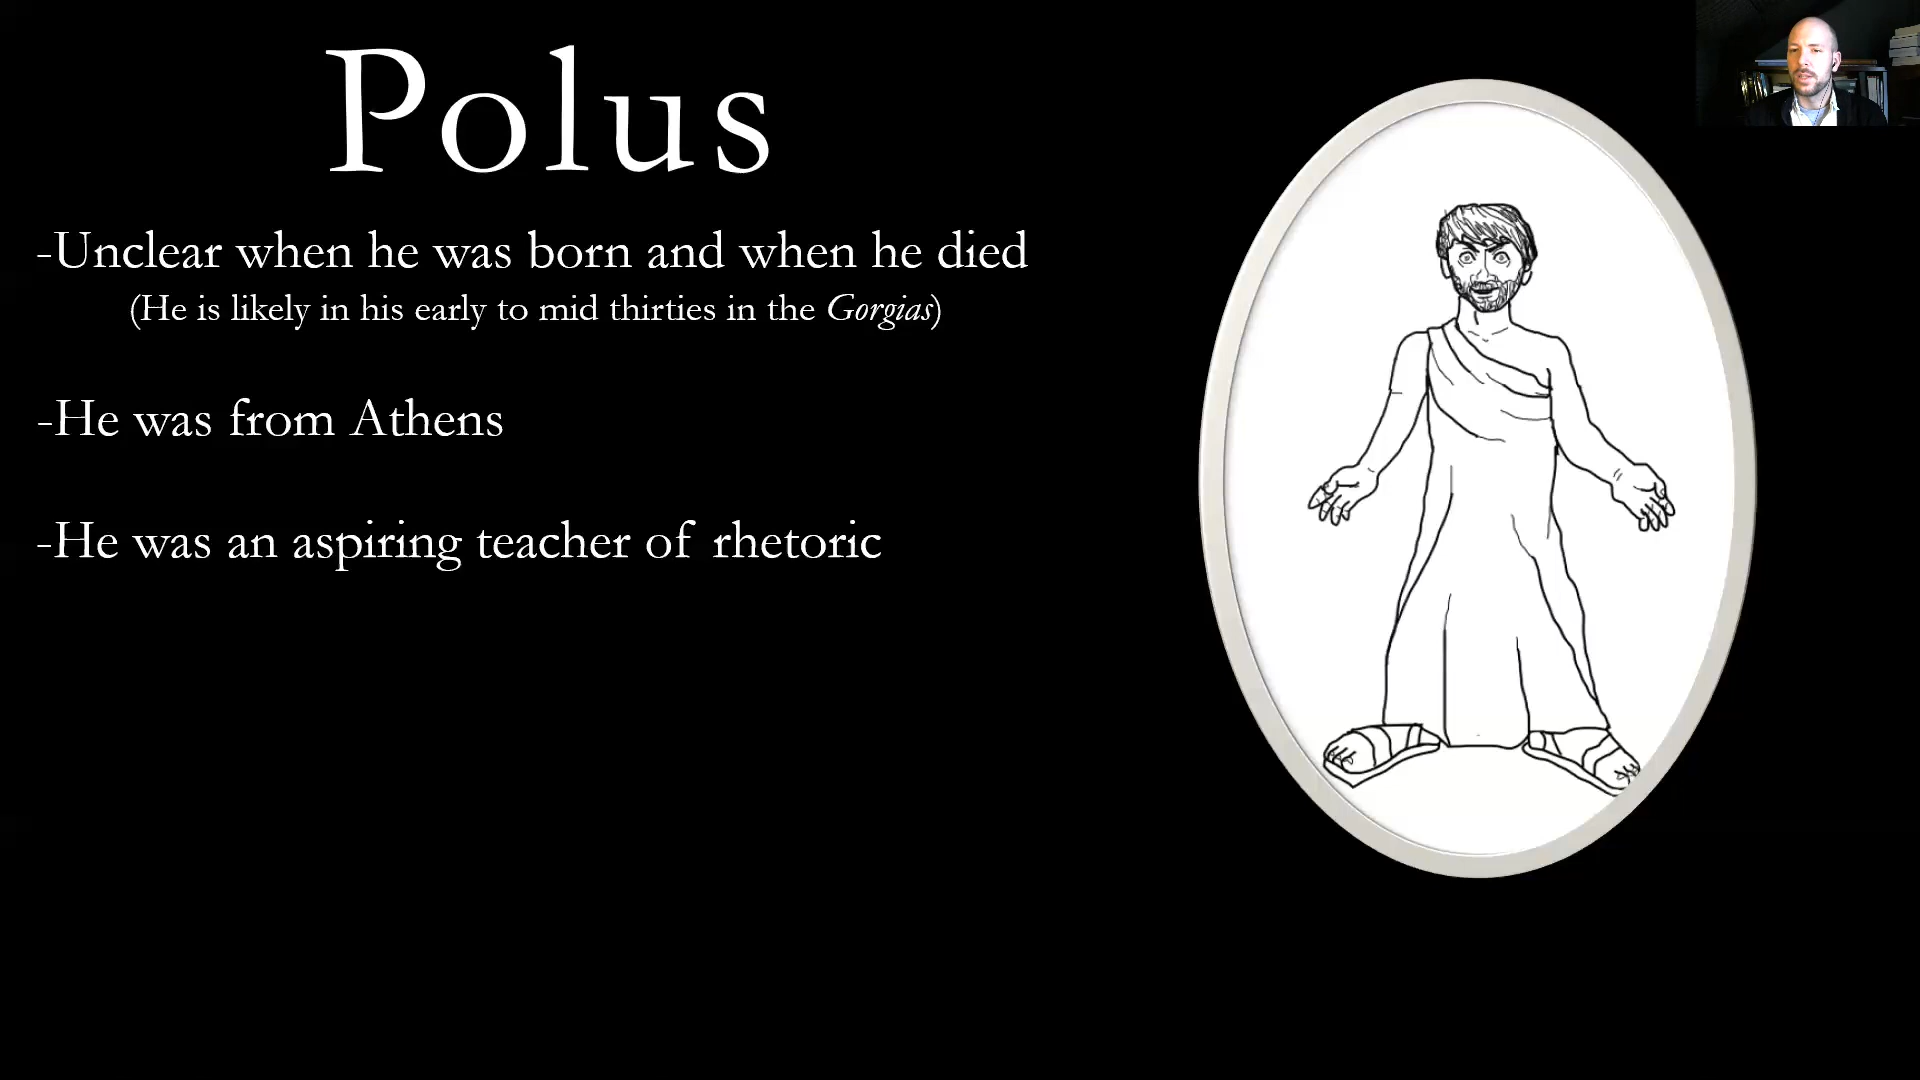 Polus
-Unclear when he was born and when he died
(He is likely in his early to mid thirties in the Gorgias)
-He was from Athens
-He was an aspiring teacher of rhetoric